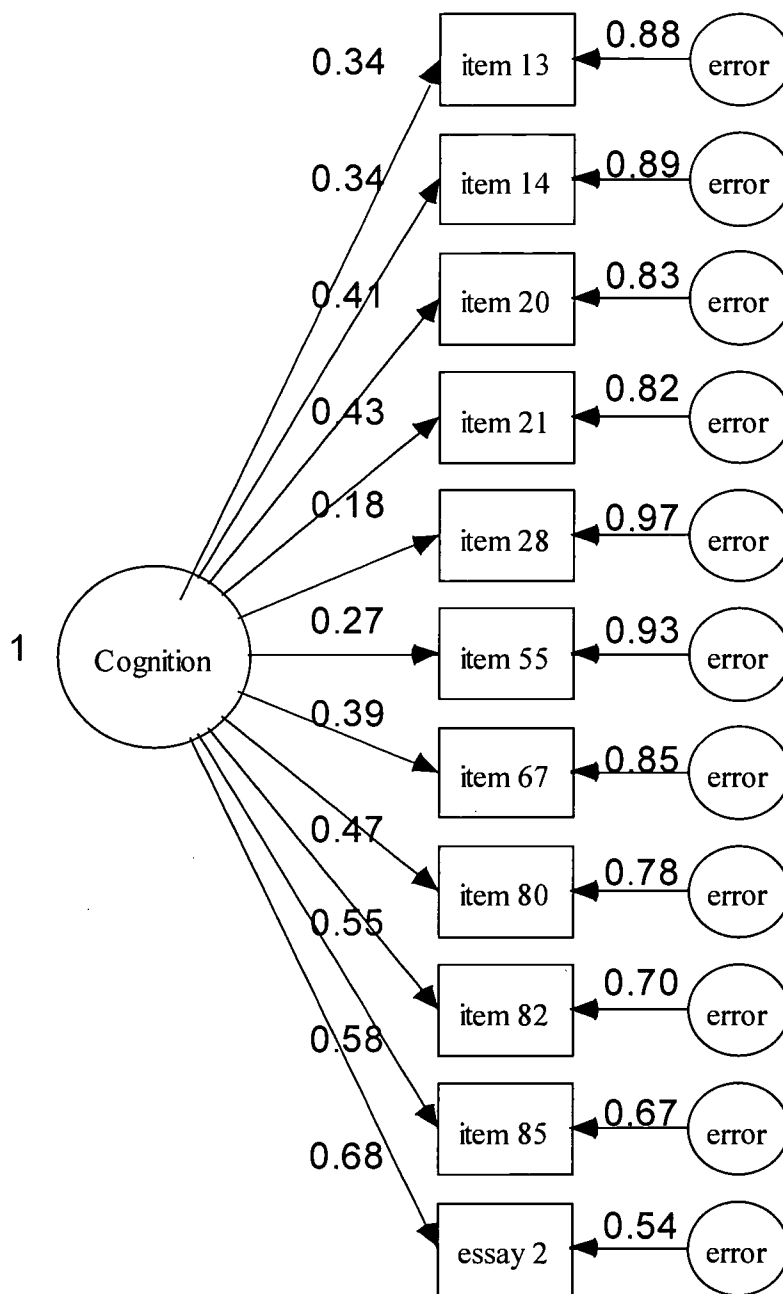 0.34 item 13 0.88 error
0.34 item 14 0.89 error
0.41 item 20 0.83 error
0.43 item 21 0.82 error
0.18 item 28 0.97 error
1 Cognition 0.27 item 55 0.93 error
0.39 item 67 0.85 error
0.47 item 80 0.78 error
0.55 item 82 0.70 error
0.58 item 85 0.67 error
0.68 essay 2 0.54 error